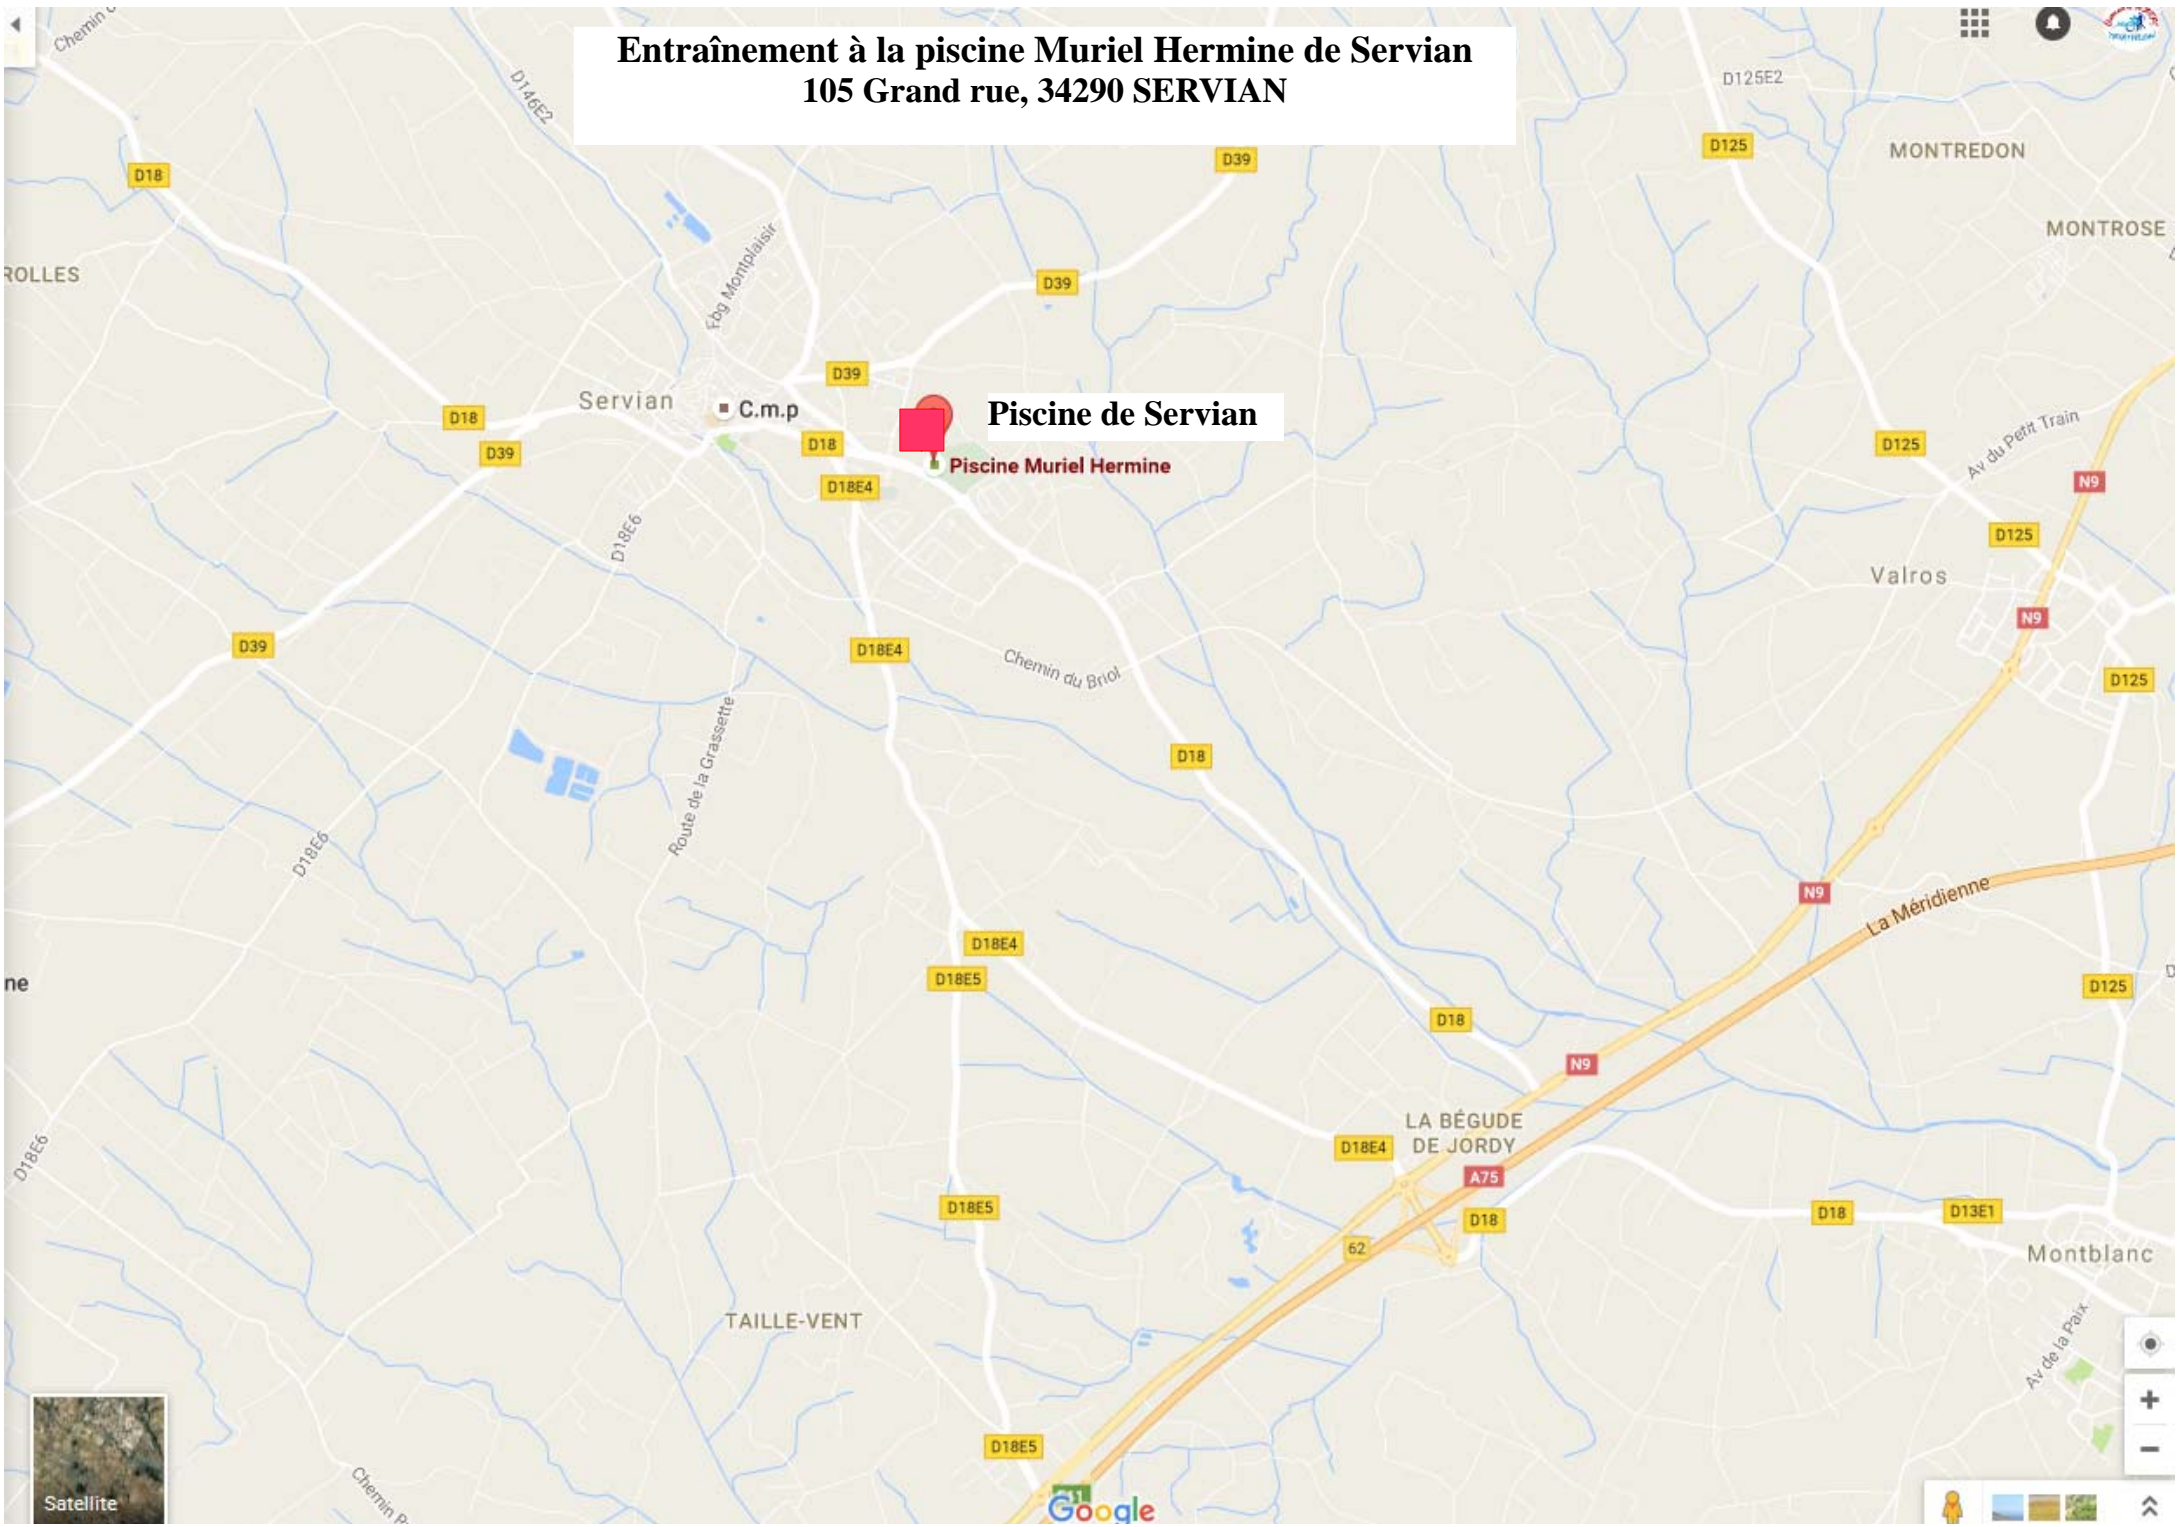 Entraînement à la piscine Muriel Hermine de Servian
105 Grand rue, 34290 SERVIAN
Chemin
D146E2
D125E2
D39
D125
MONTREDON
D18
MONTROSE
Fbg Montplaisir
ROLLES
D39
D39
Servian
C.m.p
Piscine de Servian
D18
D18
D125
Av du Petit Train
D39
Piscine Muriel Hermine
D18E4
N9
D18E6
D125
Valros
N9
D39
D18E4
Chemin du Briol
D125
Route de la Grassette
D18
D18E6
N9
La Méridienne
D18E4
D18E5
ne
D125
D18
N9
LA BÉGUDE
DE JORDY
D18E4
D18E6
A75
D18E5
D18
D18
D13E1
62
Montblanc
TAILLE-VENT
Av de la Paix
D18E5
Chemin
Satellite
Google